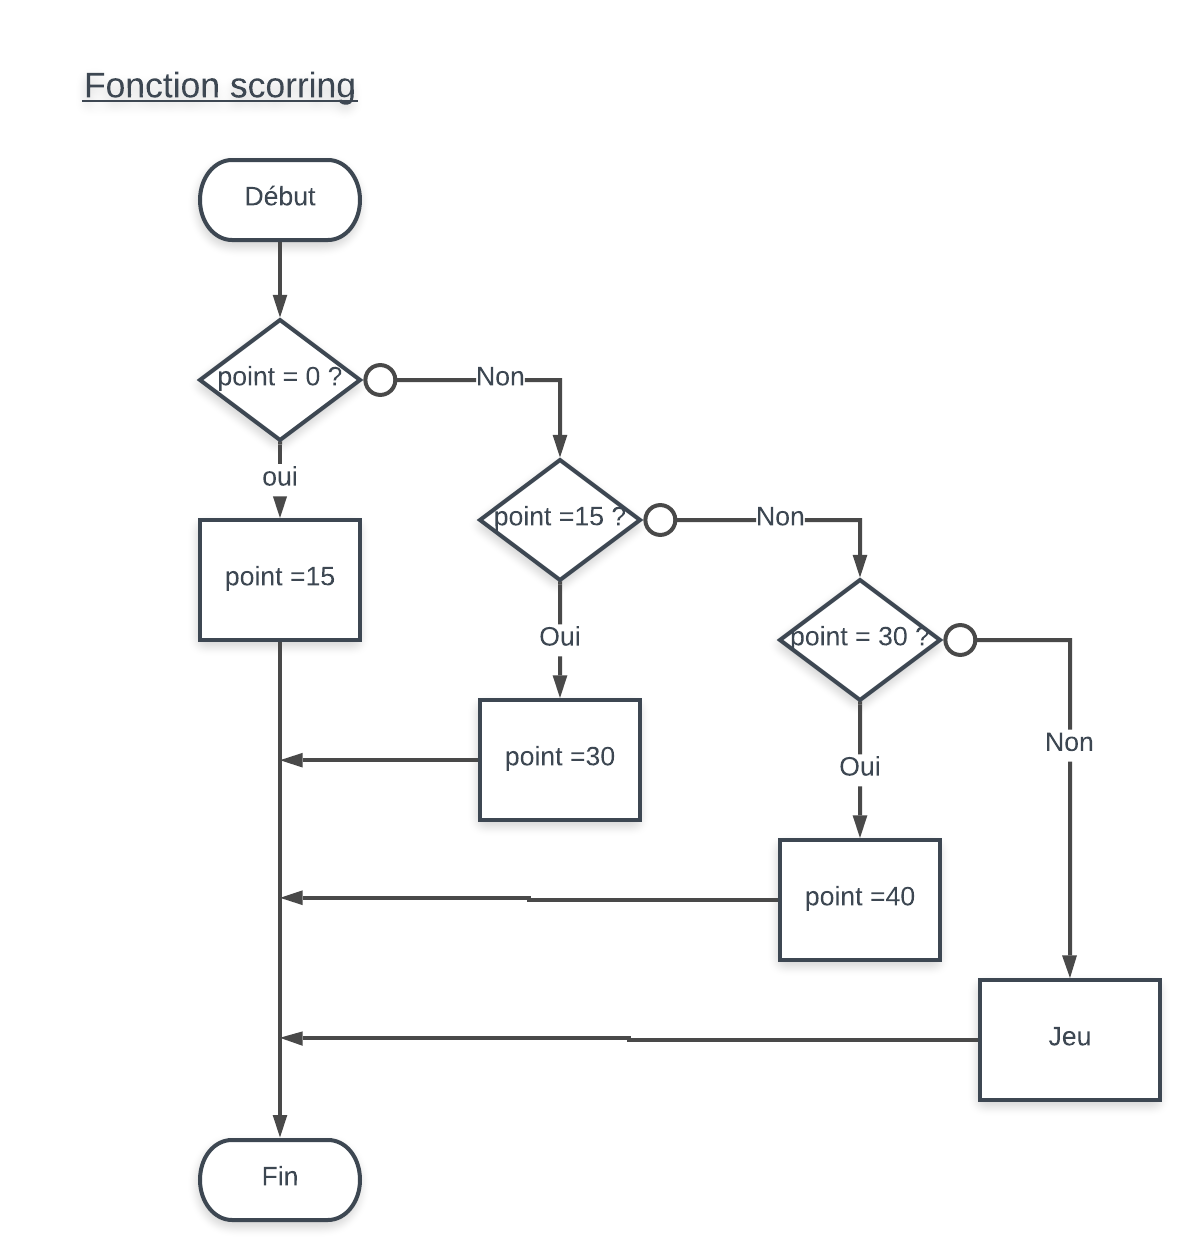 Fonction scorring
Début
point = 0 ?
Non
oui
point =15 ?
Non
point =15
Oui
point = 30 ?
Non
point =30
Oui
point =40
Jeu
Fin